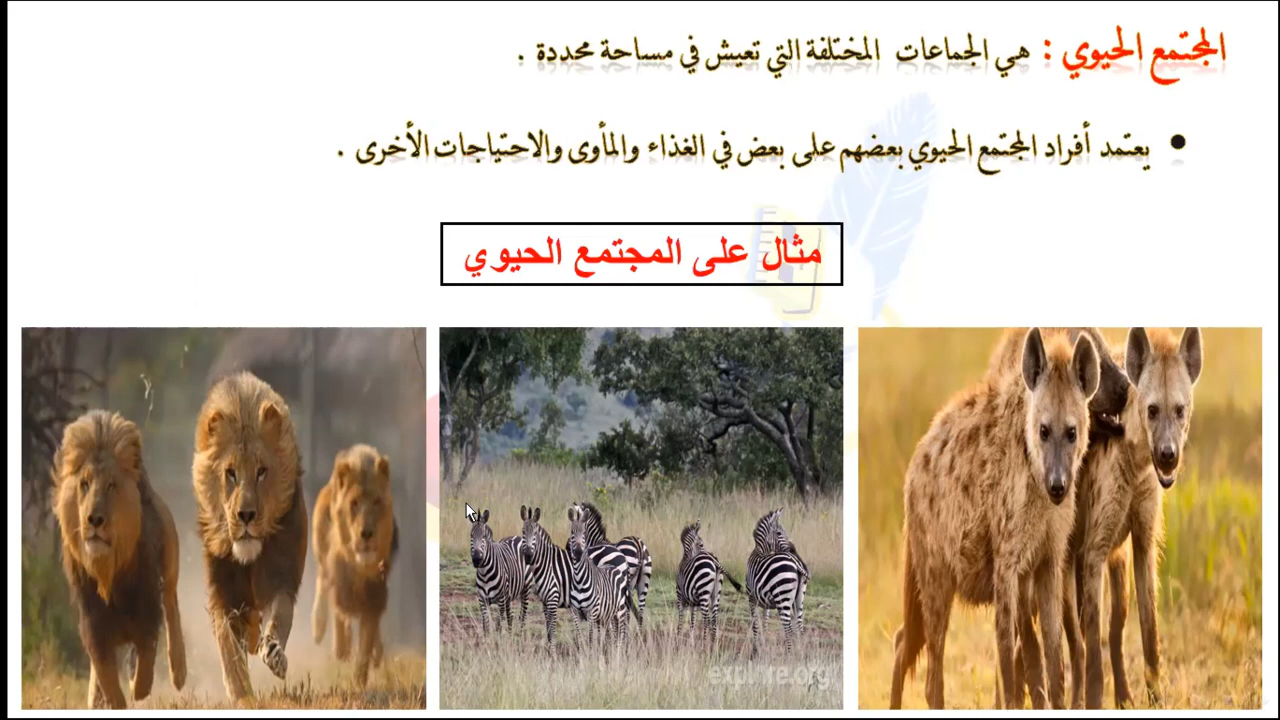 المجتمع الحيوي : هي الجماعات المختلفة التي تعيش في مساحة محددة .
• يعتمد أفراد المجتمع الحيوي بعضهم على بعض في الغذاء والمأوى والاحتياجات الأخرى .
مثال على المجتمع الحيوي
explore.org